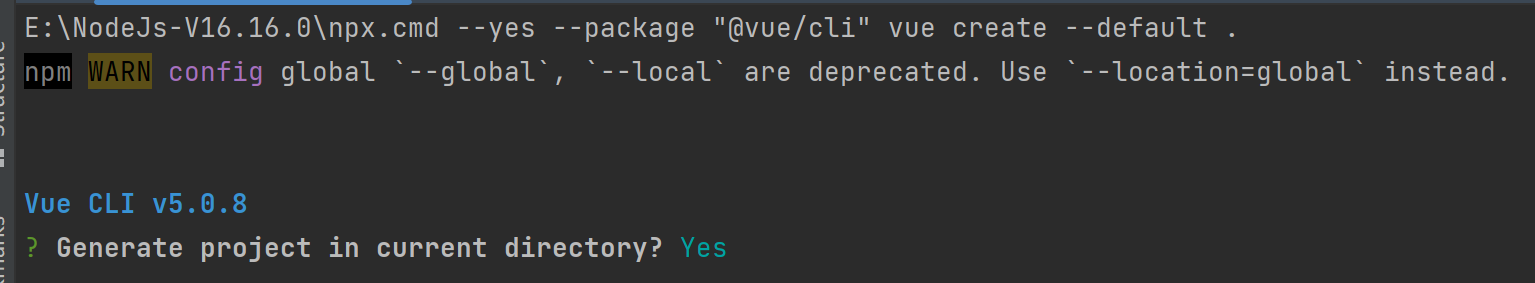 E:\NodeJs-V16.16.0\npx.cmd --yes --package "@vue/cli" vue create --default .
npm WARN config global `--global`, `--local` are deprecated. Use `--location=global` instead.
Vue CLI v5.0.8
? Generate project in current directory? Yes
Structure